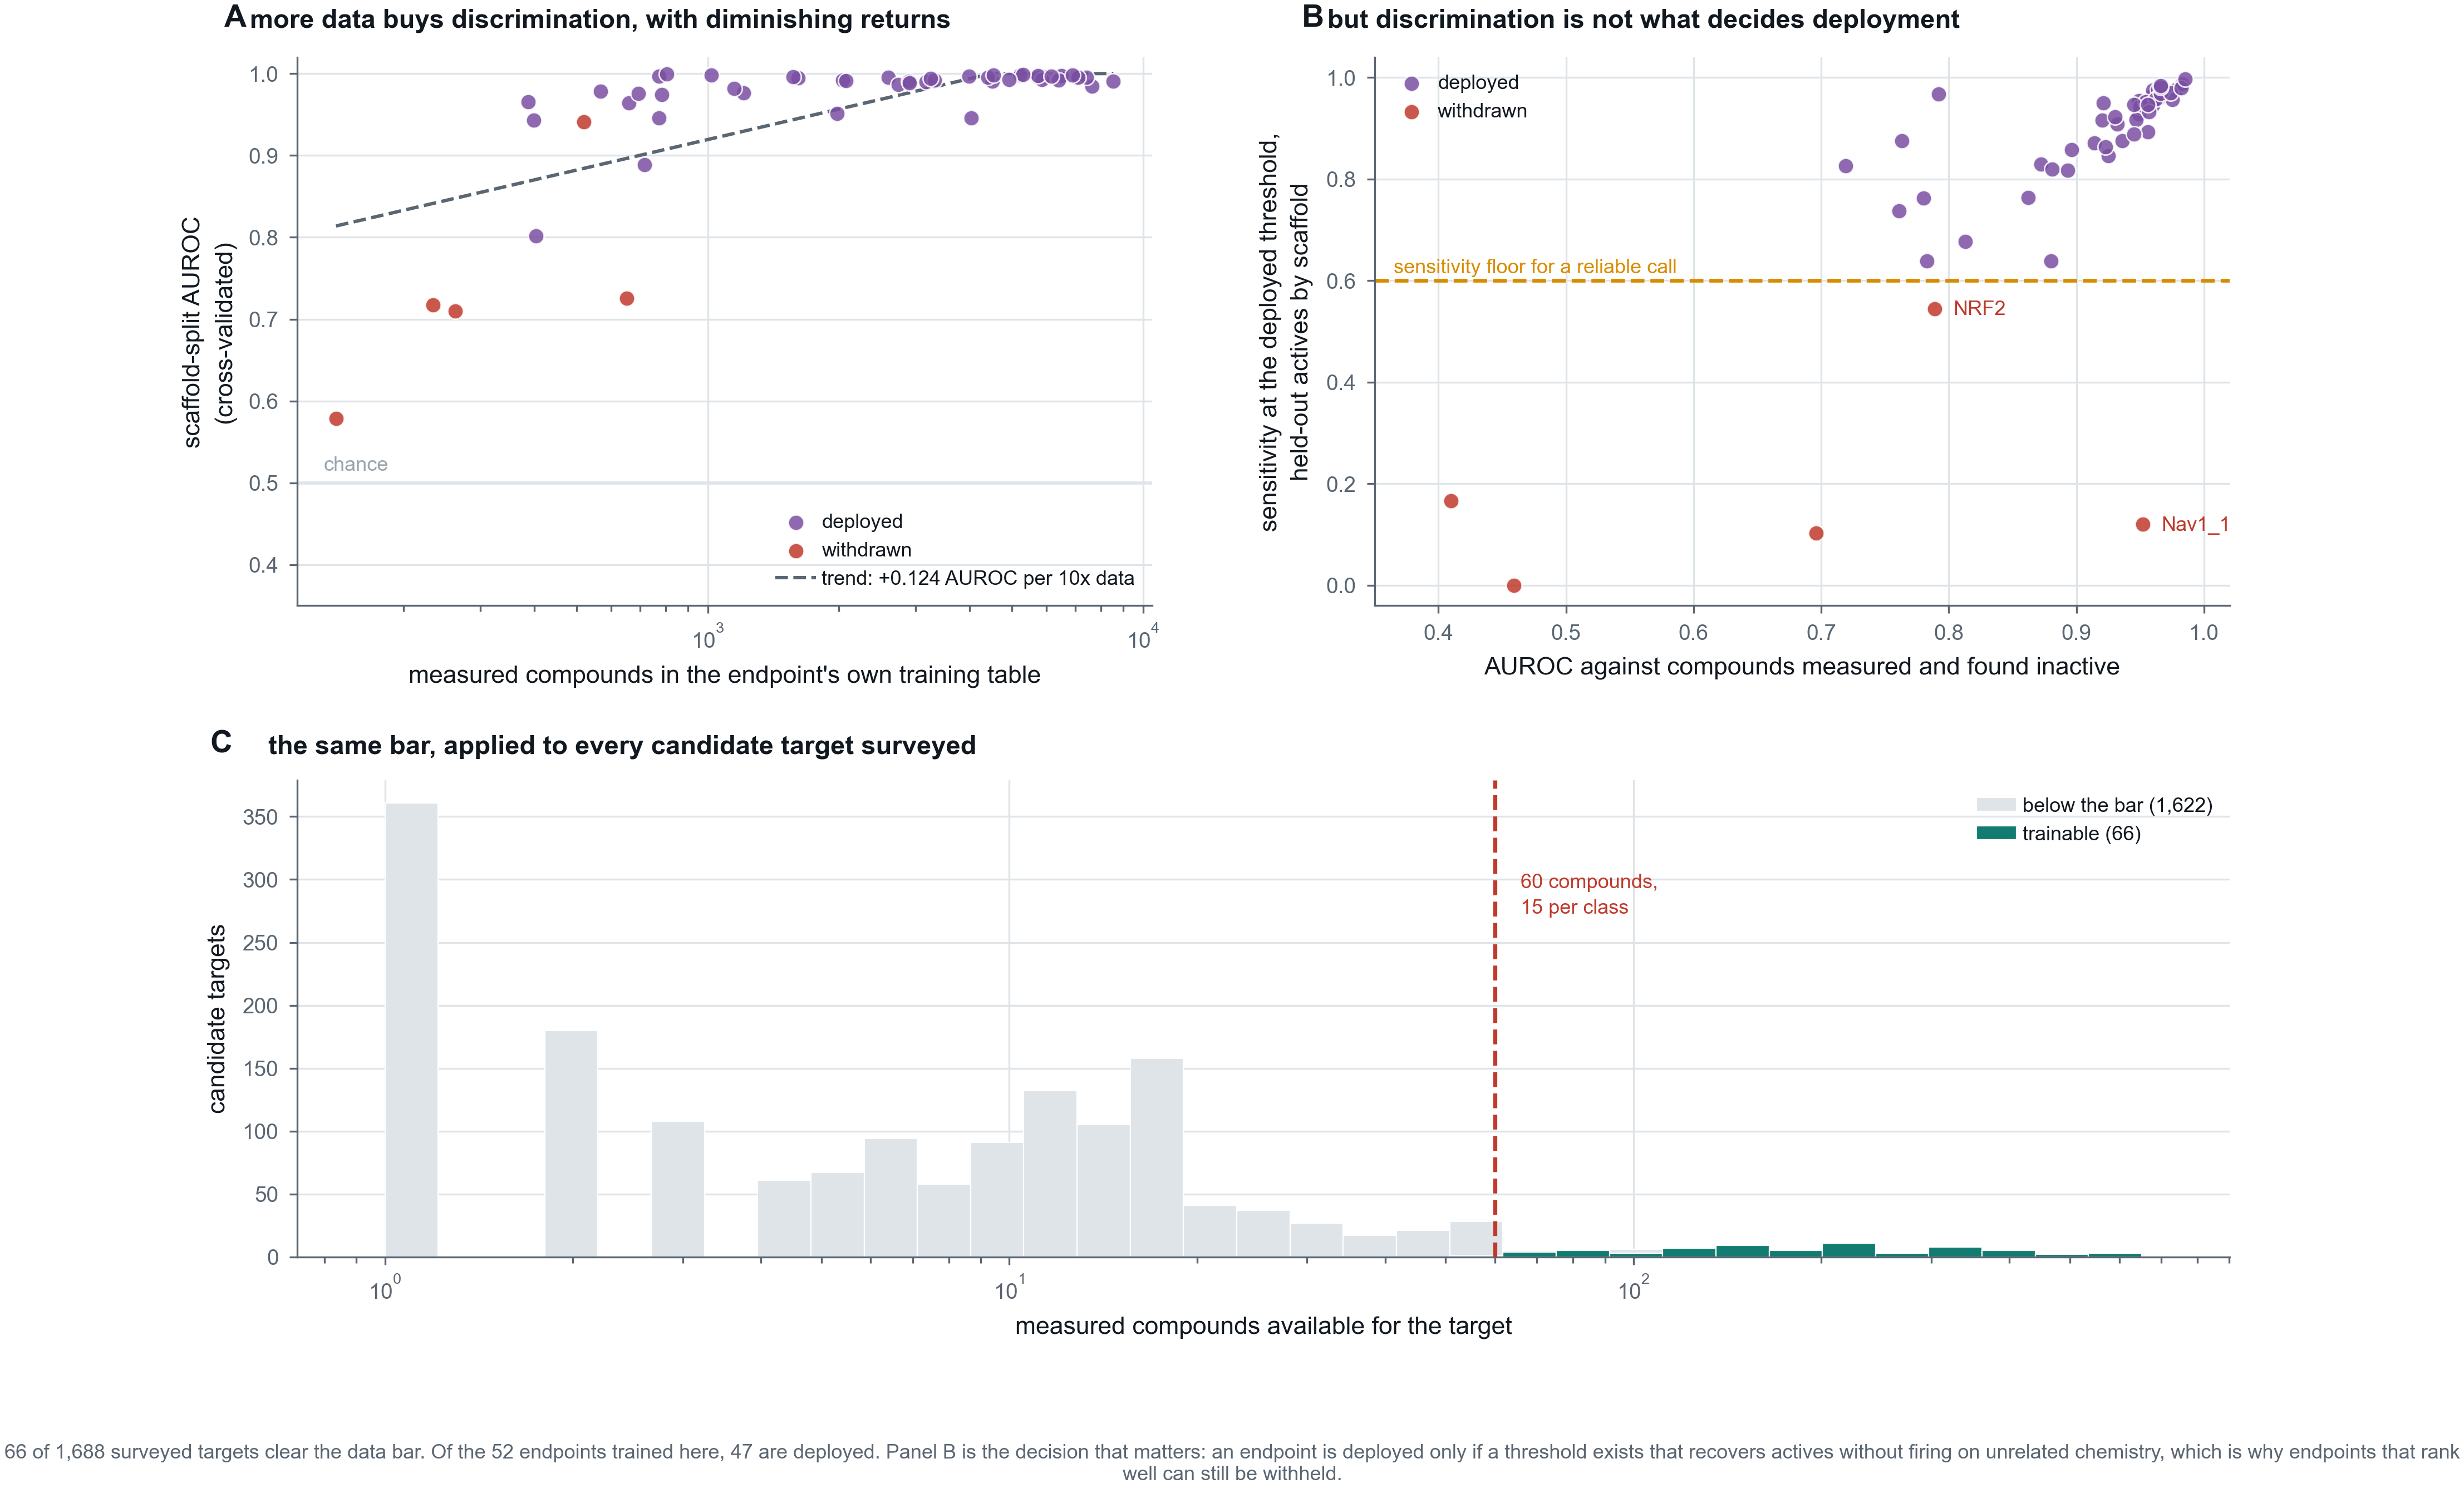 A more data buys discrimination, with diminishing returns
1.0
0.9
0.8
0.7
0.6
0.5
0.4
scaffold-split AUROC
(cross-validated)
chance
deployed
withdrawn
trend: +0.124 AUROC per 10x data
10^3
10^4
measured compounds in the endpoint's own training table
B but discrimination is not what decides deployment
deployed
withdrawn
1.0
0.8
0.6
0.4
0.2
0.0
sensitivity at the deployed threshold,
held-out actives by scaffold
sensitivity floor for a reliable call
NRF2
Nav1_1
0.4 0.5 0.6 0.7 0.8 0.9 1.0
AUROC against compounds measured and found inactive
C the same bar, applied to every candidate target surveyed
350
300
250
200
150
100
50
0
candidate targets
below the bar (1,622)
trainable (66)
60 compounds,
15 per class
10^0
10^1
10^2
measured compounds available for the target
66 of 1,688 surveyed targets clear the data bar. Of the 52 endpoints trained here, 47 are deployed. Panel B is the decision that matters: an endpoint is deployed only if a threshold exists that recovers actives without firing on unrelated chemistry, which is why endpoints that rank
well can still be withheld.